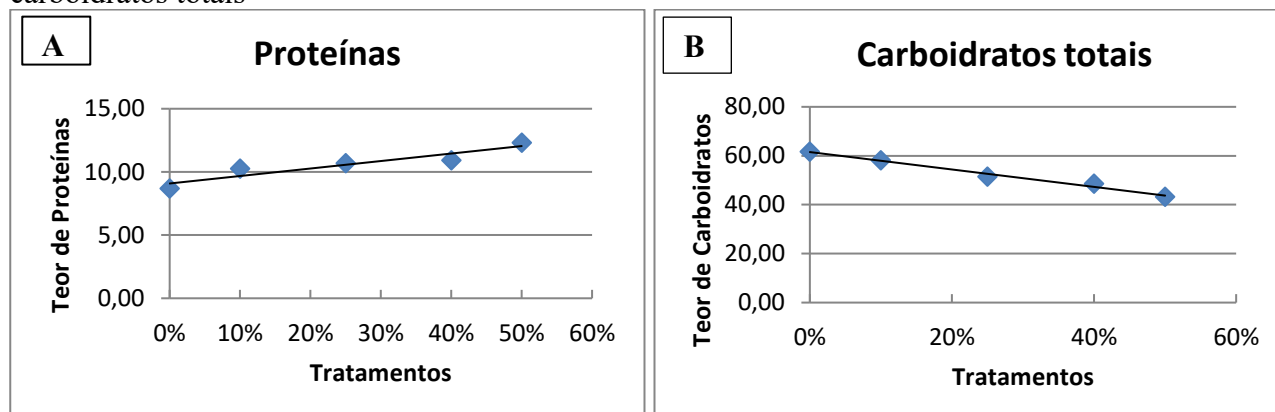 carboidratos totais
A
Proteínas
Teor de Proteínas
15,00
10,00
5,00
0,00
0% 10% 20% 30% 40% 50% 60%
Tratamentos
B
Carboidratos totais
Teor de Carboidratos
80,00
60,00
40,00
20,00
0,00
0% 20% 40% 60%
Tratamentos